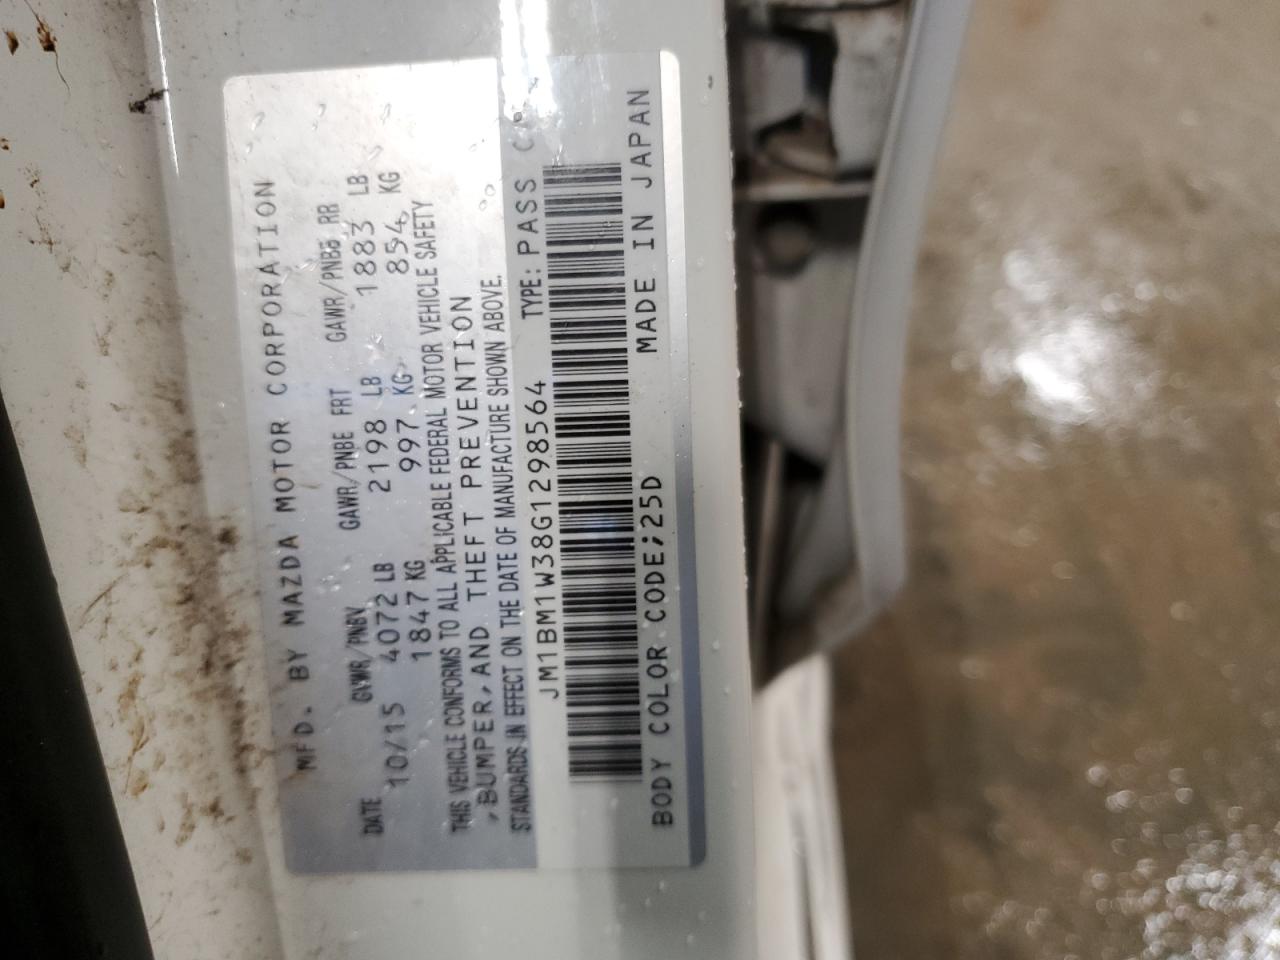 MFD. BY MAZDA MOTOR CORPORATION
DATE GVWR/PNBV GAWR/PNBE FRT GAWR/PNBE RR
10/15 4072 LB 2198 LB 1883 LB
1847 KG 997 KG 854 KG
THIS VEHICLE CONFORMS TO ALL APPLICABLE FEDERAL MOTOR VEHICLE SAFETY
,BUMPER,AND THEFT PREVENTION
STANDARDS IN EFFECT ON THE DATE OF MANUFACTURE SHOWN ABOVE.
JM1BM1W38G1298564 TYPE: PASS
BODY COLOR CODE;25D MADE IN JAPAN